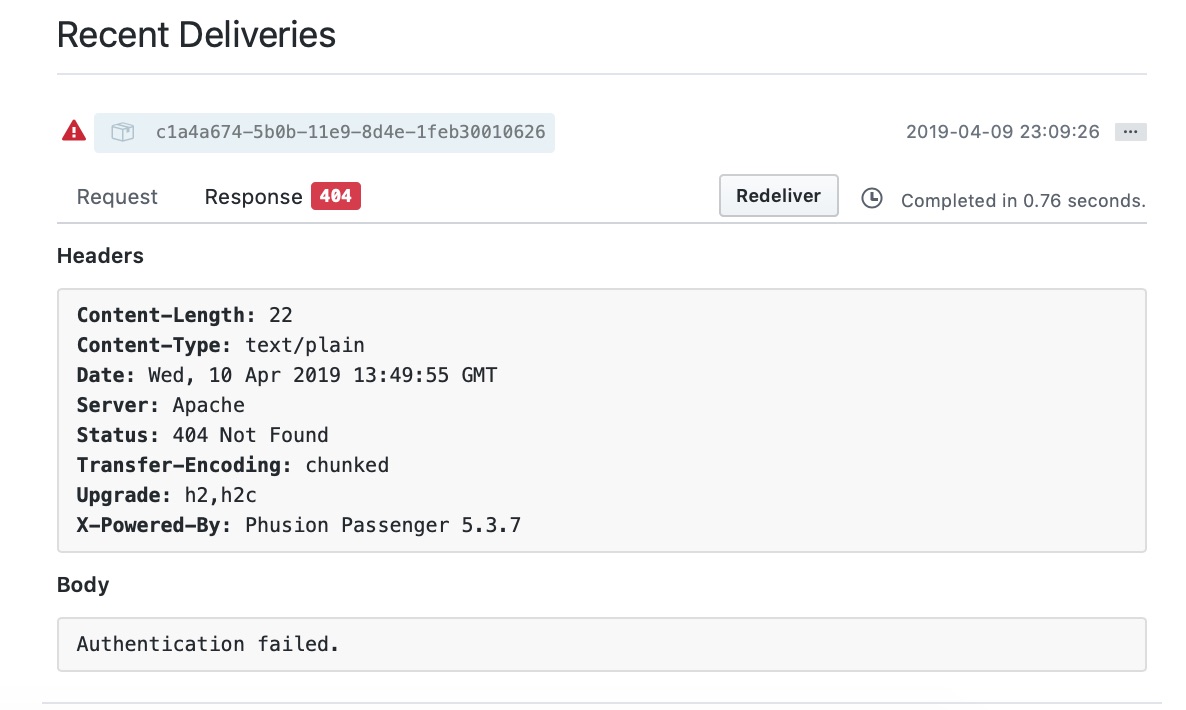 Recent Deliveries
c1a4a674-5b0b-11e9-8d4e-1feb30010626 2019-04-09 23:09:26 ...
Request Response 404 Redeliver Completed in 0.76 seconds.
Headers
Content-Length: 22
Content-Type: text/plain
Date: Wed, 10 Apr 2019 13:49:55 GMT
Server: Apache
Status: 404 Not Found
Transfer-Encoding: chunked
Upgrade: h2,h2c
X-Powered-By: Phusion Passenger 5.3.7
Body
Authentication failed.